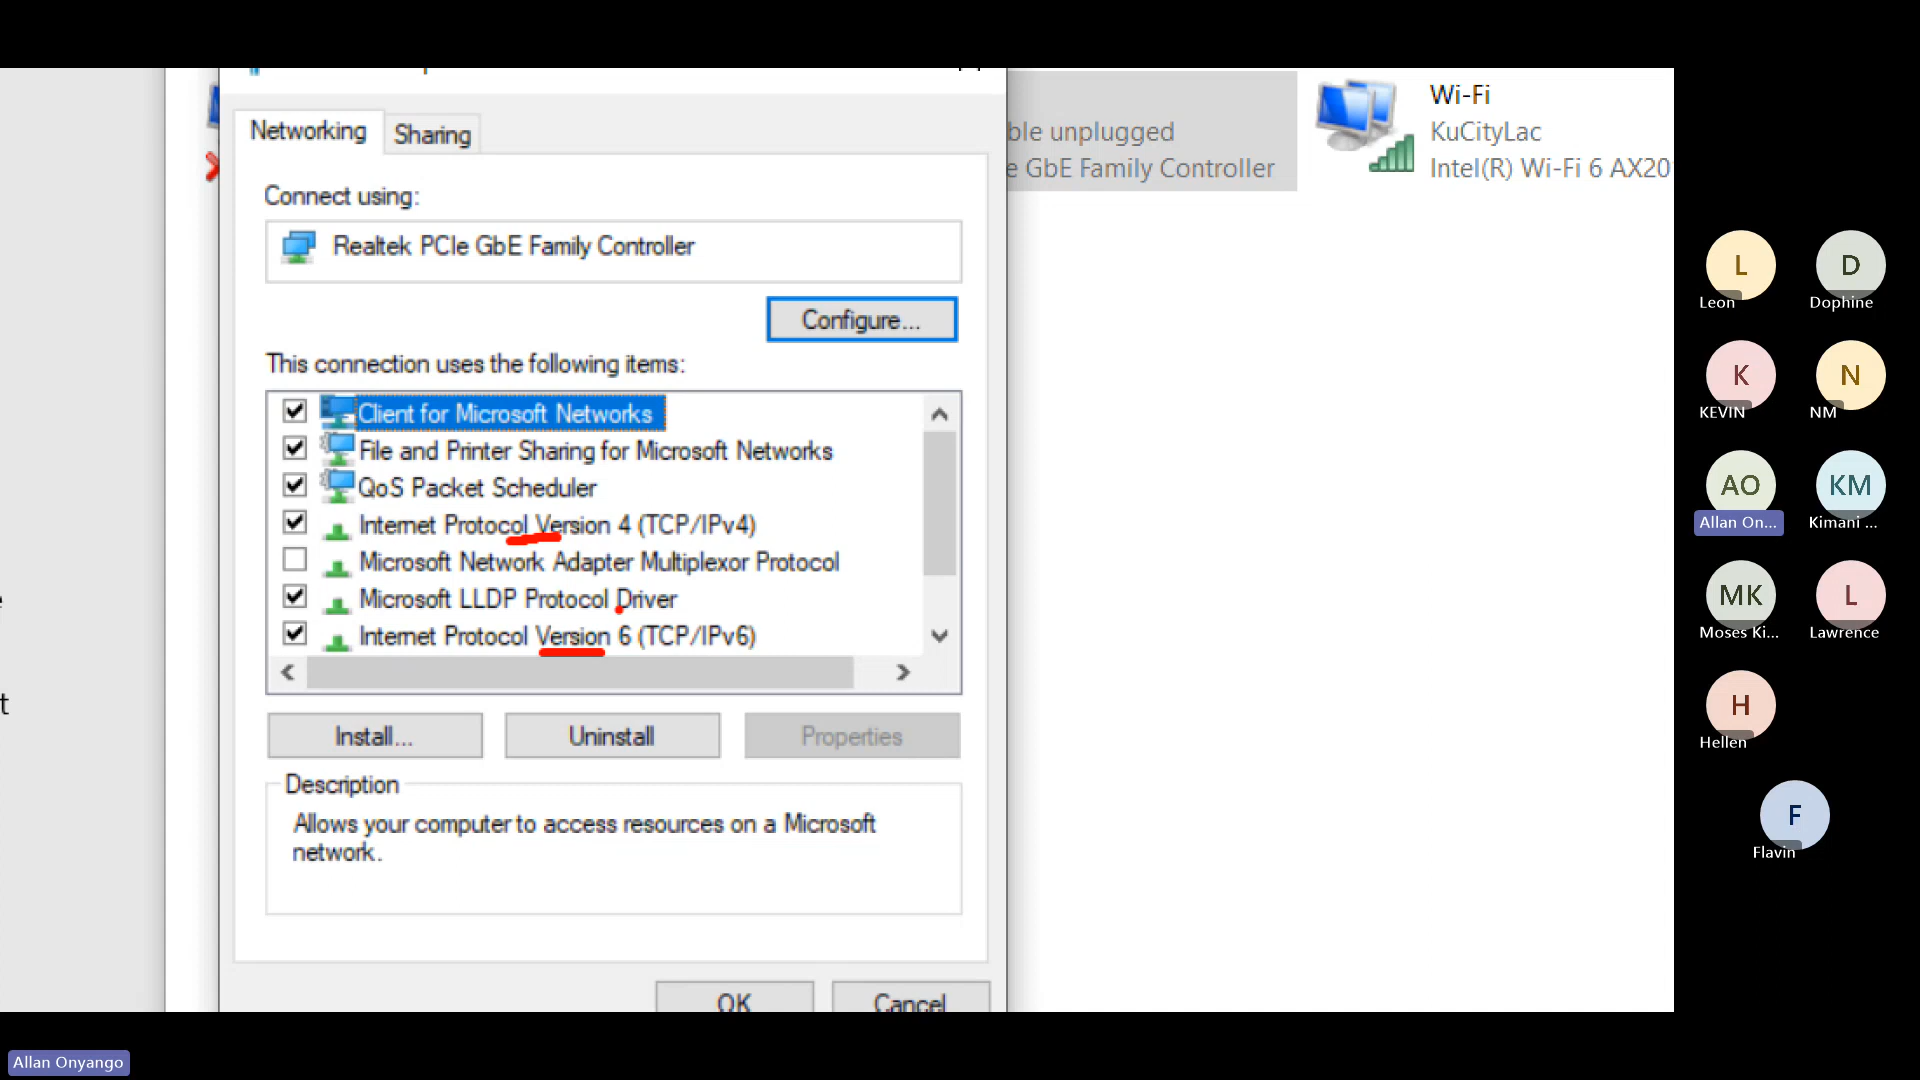 Networking
Sharing
Connect using:
Realtek PCIe GbE Family Controller
Configure...
This connection uses the following items:
Client for Microsoft Networks
File and Printer Sharing for Microsoft Networks
QoS Packet Scheduler
Internet Protocol Version 4 (TCP/IPv4)
Microsoft Network Adapter Multiplexor Protocol
Microsoft LLDP Protocol Driver
Internet Protocol Version 6 (TCP/IPv6)
Install...
Uninstall
Properties
Description
Allows your computer to access resources on a Microsoft
network.
OK
Cancel
unplugged
GbE Family Controller
Wi-Fi
KuCityLac
Intel(R) Wi-Fi 6 AX20
L
Leon
D
Dophine
K
KEVIN
N
NM
AO
Allan On...
KM
Kimani ...
MK
Moses Ki...
L
Lawrence
H
Hellen
F
Flavin
Allan Onyango